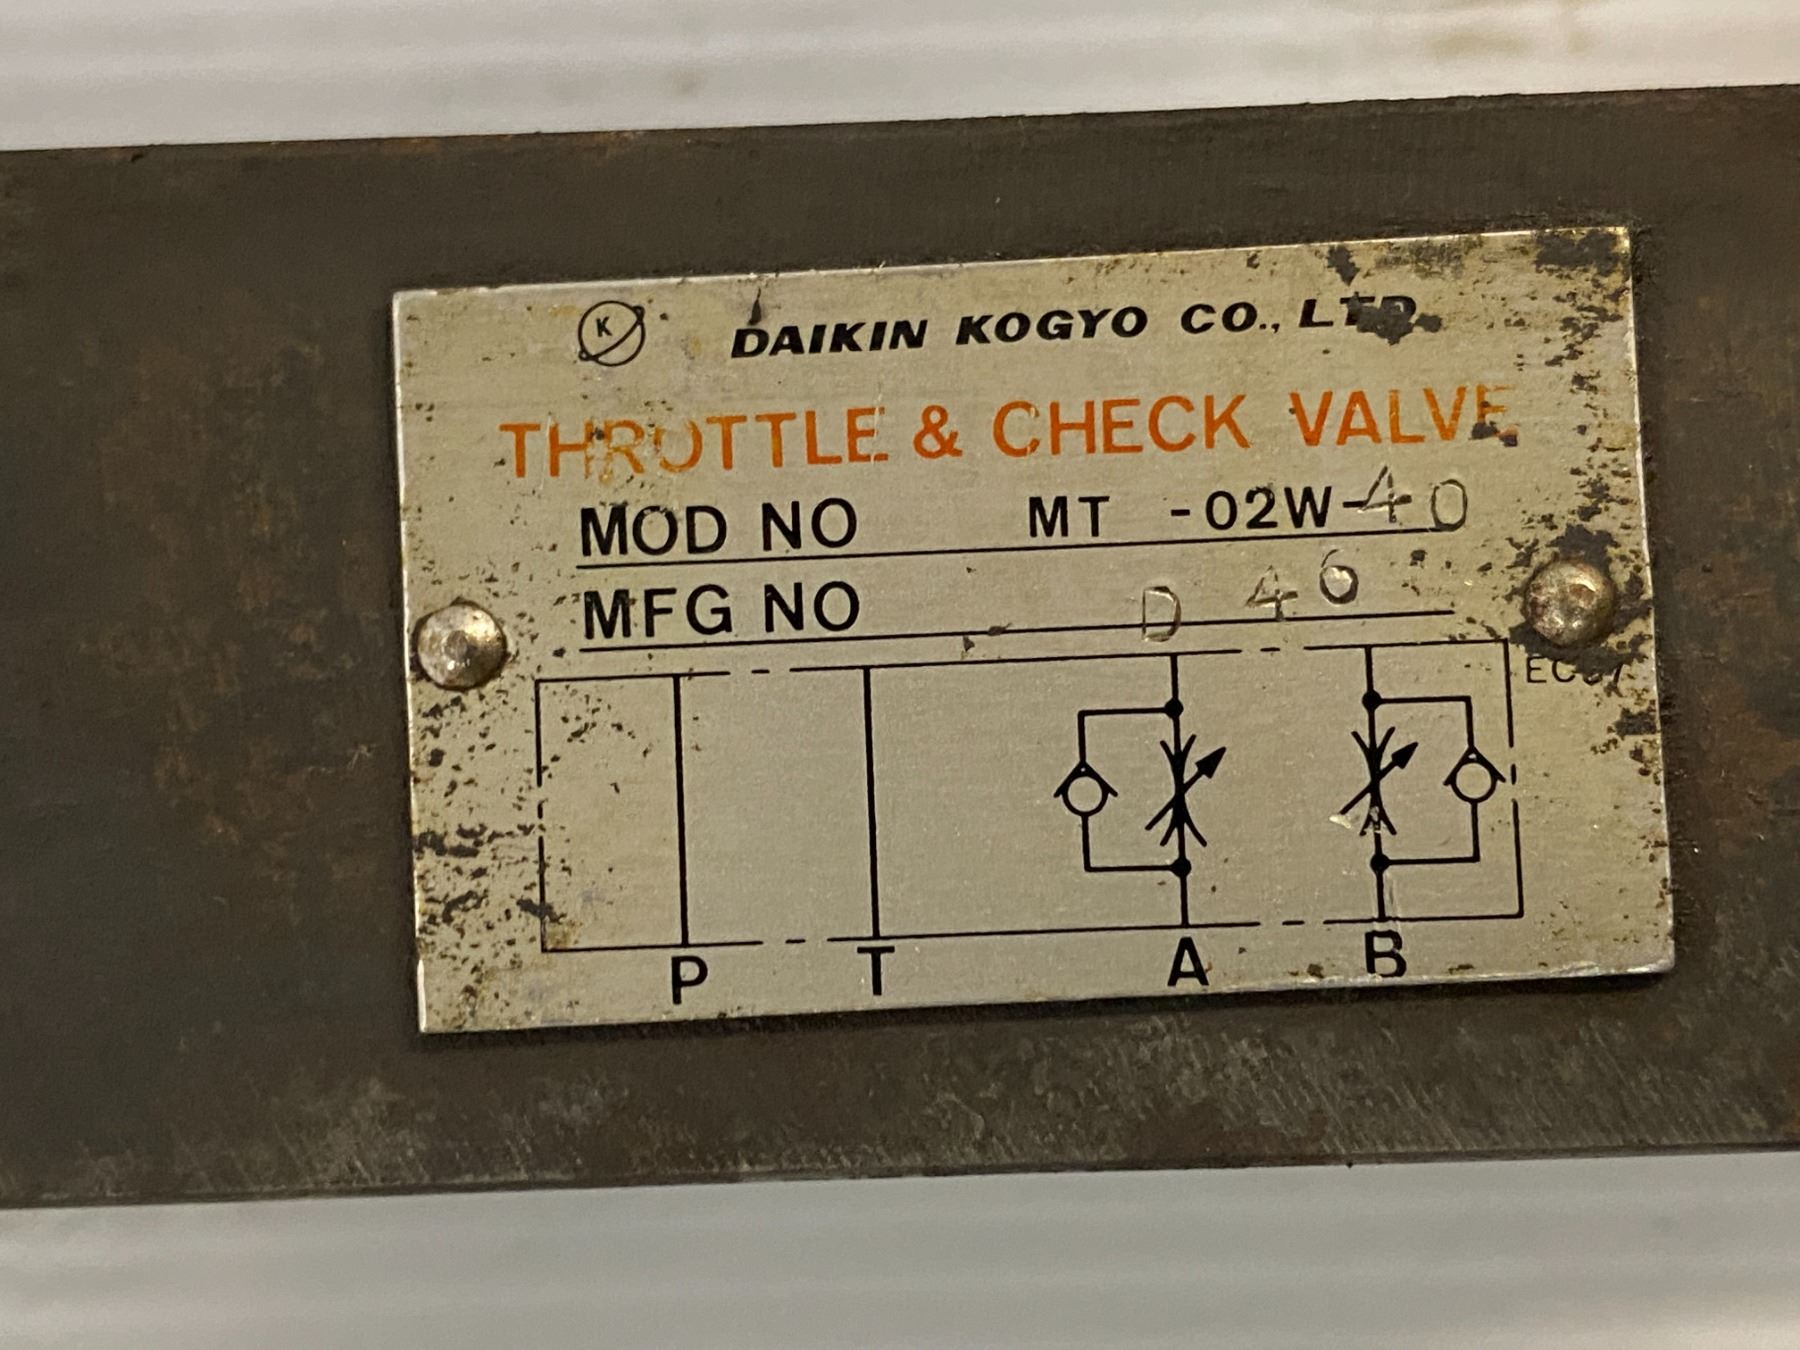 K DAIKIN KOGYO CO., LTD.
THROTTLE & CHECK VALVE
MOD NO MT -02W-40
MFG NO D 46
P T A B